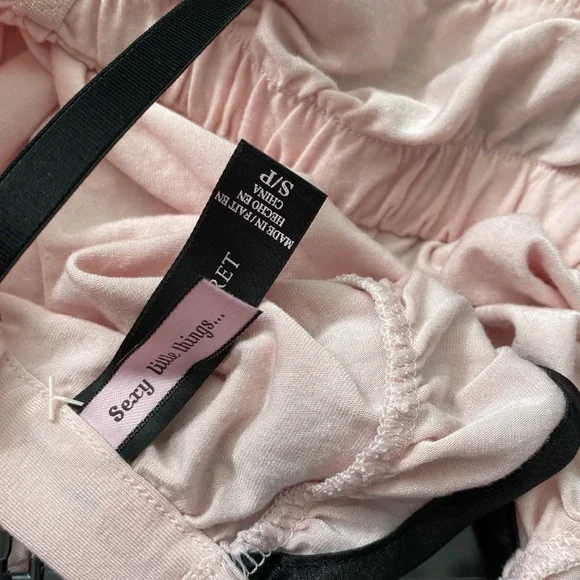 S/P
MADE IN/FAIT EN
CHINA
HECHO EN
RET
Sexy little things...